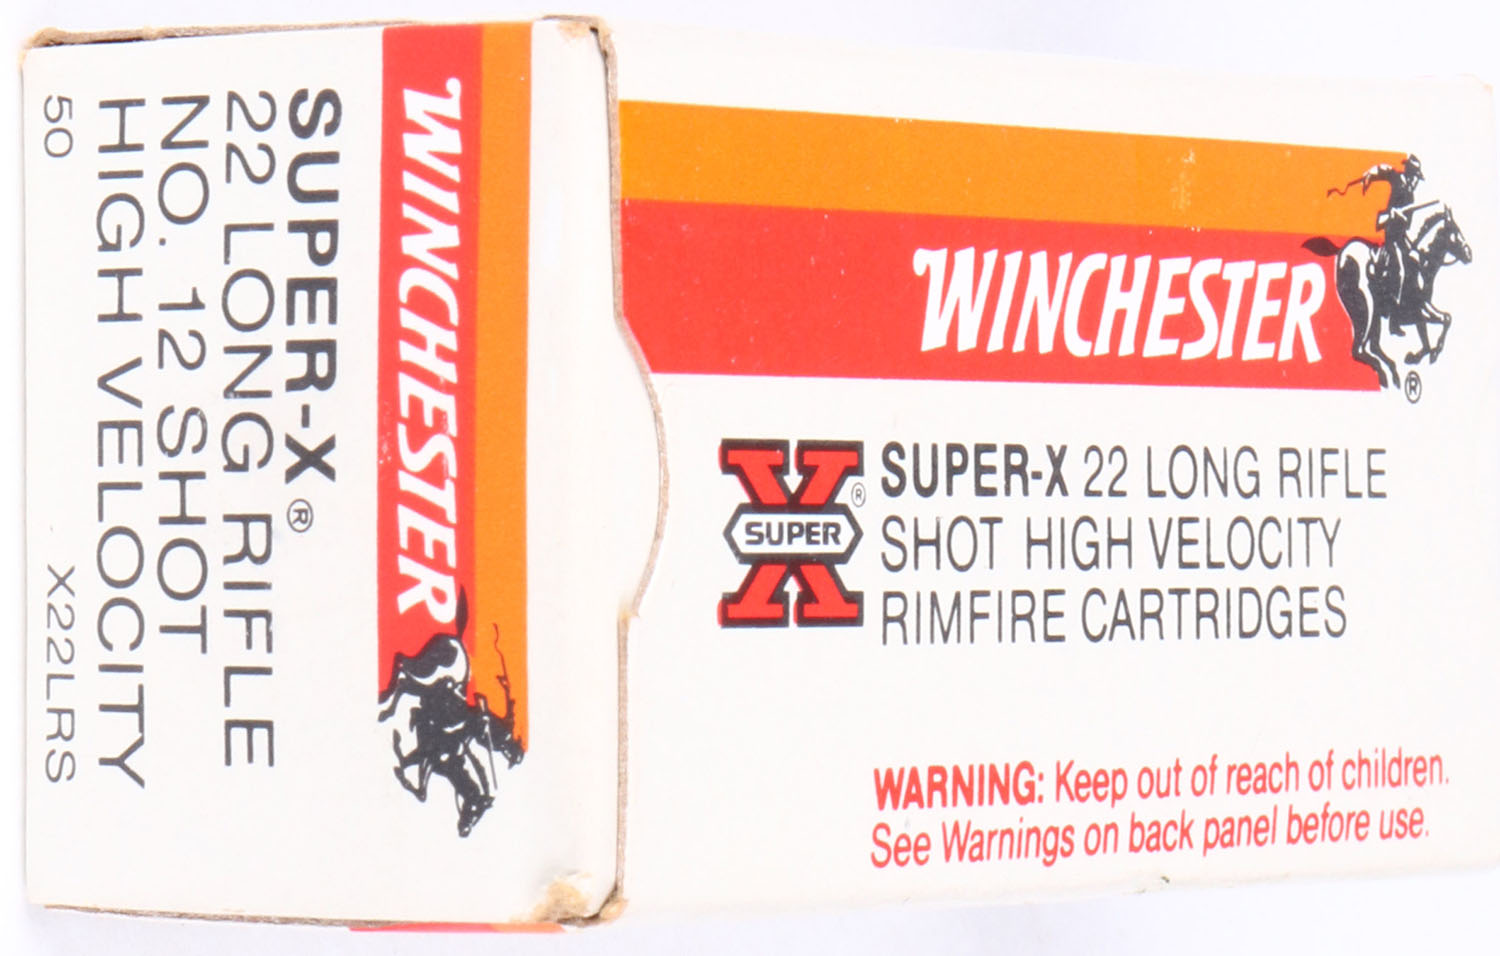 WINCHESTER
SUPER-X®
22 LONG RIFLE
NO. 12 SHOT
HIGH VELOCITY
50 X22LRS
WINCHESTER
®
SUPER
®
SUPER-X 22 LONG RIFLE
SHOT HIGH VELOCITY
RIMFIRE CARTRIDGES
WARNING: Keep out of reach of children.
See Warnings on back panel before use.